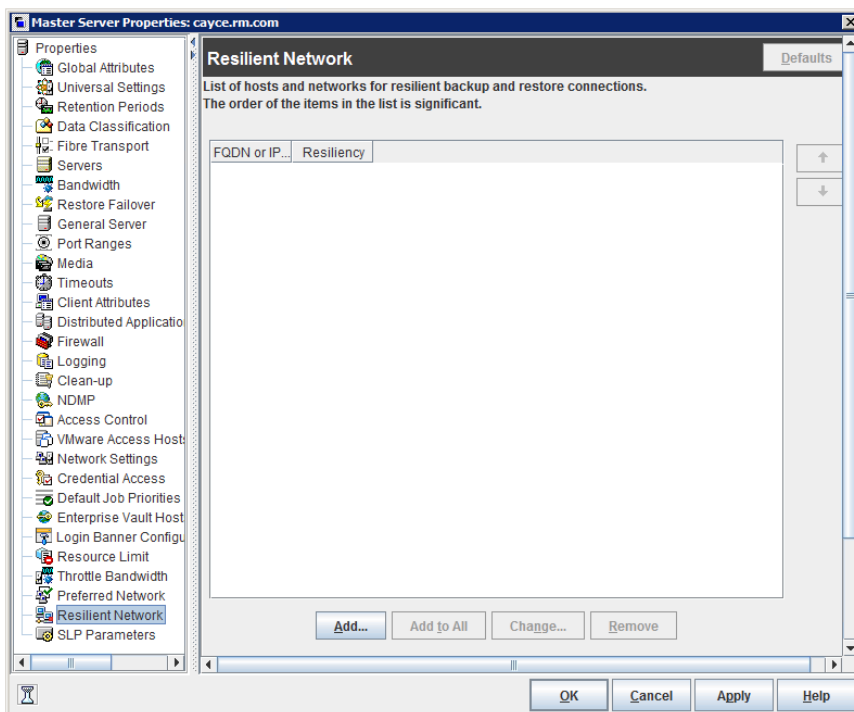 Master Server Properties: cayce.rm.com
Properties
Global Attributes
Universal Settings
Retention Periods
Data Classification
Fibre Transport
Servers
Bandwidth
Restore Failover
General Server
Port Ranges
Media
Timeouts
Client Attributes
Distributed Applicatio
Firewall
Logging
Clean-up
NDMP
Access Control
VMware Access Hosts
Network Settings
Credential Access
Default Job Priorities
Enterprise Vault Host
Login Banner Configu
Resource Limit
Throttle Bandwidth
Preferred Network
Resilient Network
SLP Parameters
Resilient Network
Defaults
List of hosts and networks for resilient backup and restore connections.
The order of the items in the list is significant.
FQDN or IP... Resiliency
Add... Add to All Change... Remove
OK Cancel Apply Help